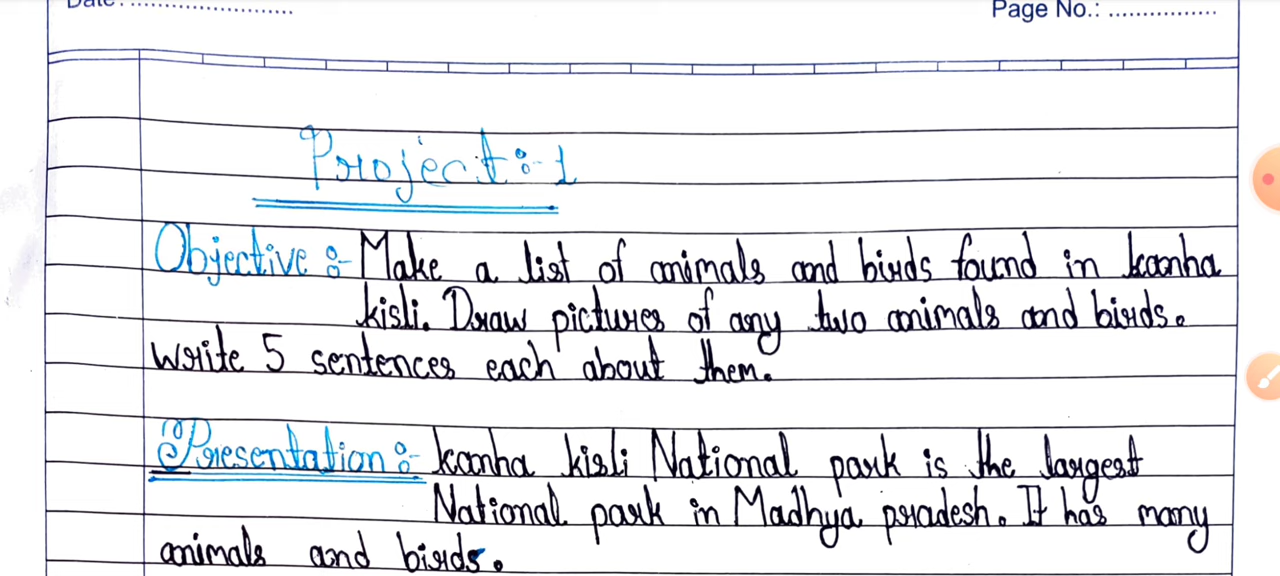 Date : ..........................
Page No.: .................
Project :- 1
Objective :- Make a list of animals and birds found in kaanha
kisli. Draw pictures of any two animals and birds.
Write 5 sentences each about them.
Presentation :- kaanha kisli National park is the largest
National park in Madhya pradesh. It has many
animals and birds.